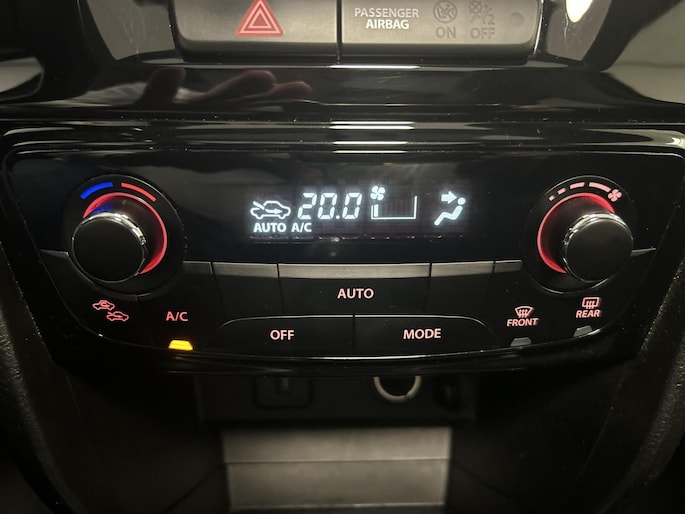 PASSENGER
AIRBAG
ON OFF
20.0
AUTO A/C
AUTO
A/C
OFF
MODE
FRONT
REAR